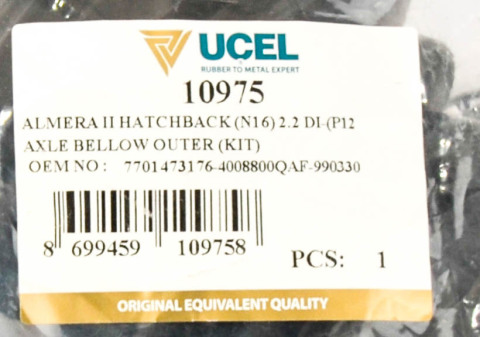 UCEL
RUBBER TO METAL EXPERT
10975
ALMERA II HATCHBACK (N16) 2.2 DI-(P12
AXLE BELLOW OUTER (KIT)
OEM NO : 7701473176-4008800QAF-990330
8 699459 109758
PCS: 1
ORIGINAL EQUIVALENT QUALITY